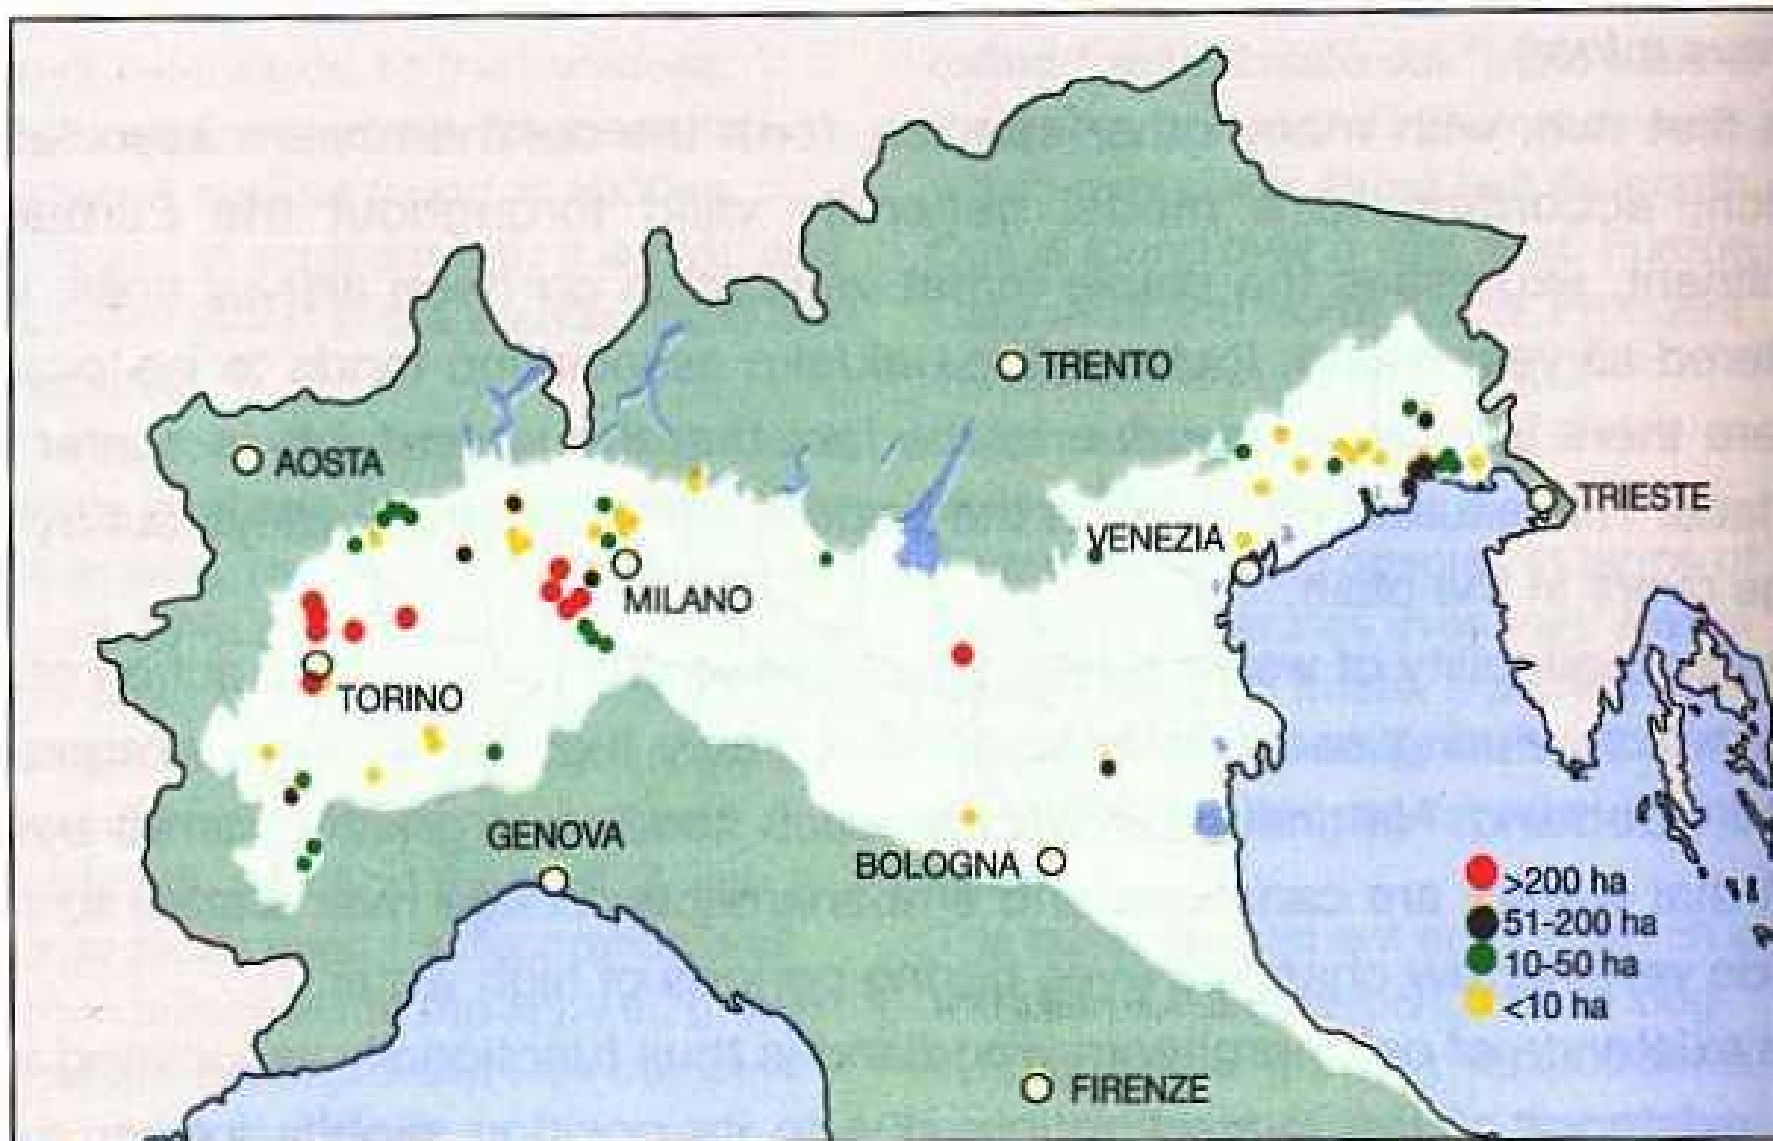 TRENTO
AOSTA
TRIESTE
VENEZIA
MILANO
TORINO
GENOVA
BOLOGNA
>200 ha
51-200 ha
10-50 ha
<10 ha
FIRENZE